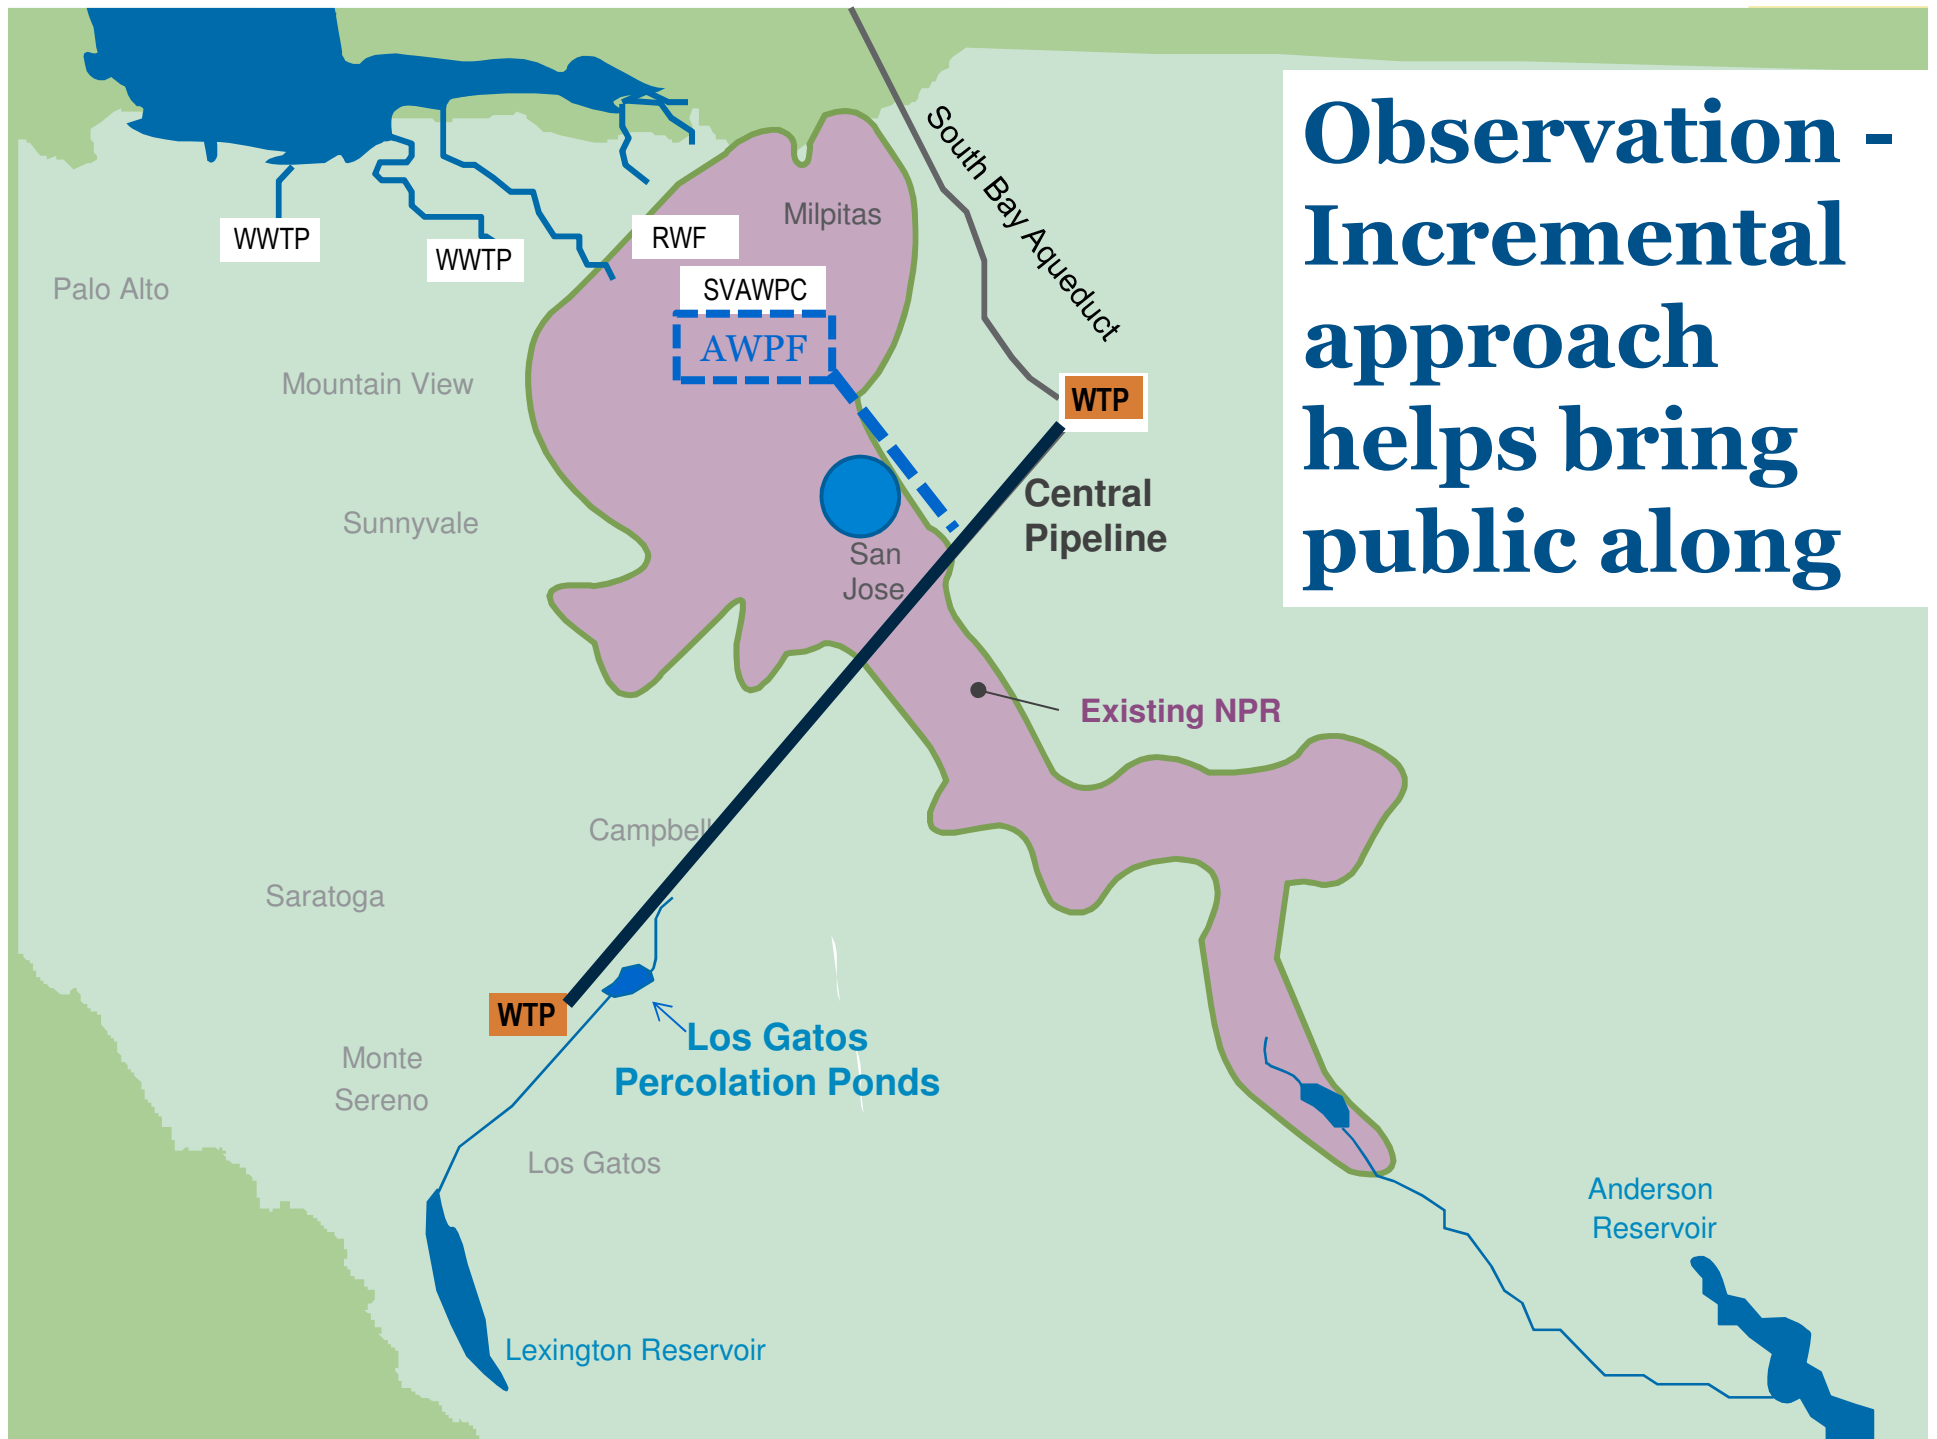 Observation -
Incremental
approach
helps bring
public along
South Bay Aqueduct
Milpitas
WWTP
RWF
WWTP
Palo Alto
SVAWPC
AWPF
Mountain View
WTP
Central
Pipeline
Sunnyvale
San
Jose
Existing NPR
Campbell
Saratoga
WTP
Los Gatos
Percolation Ponds
Monte
Sereno
Los Gatos
Anderson
Reservoir
Lexington Reservoir